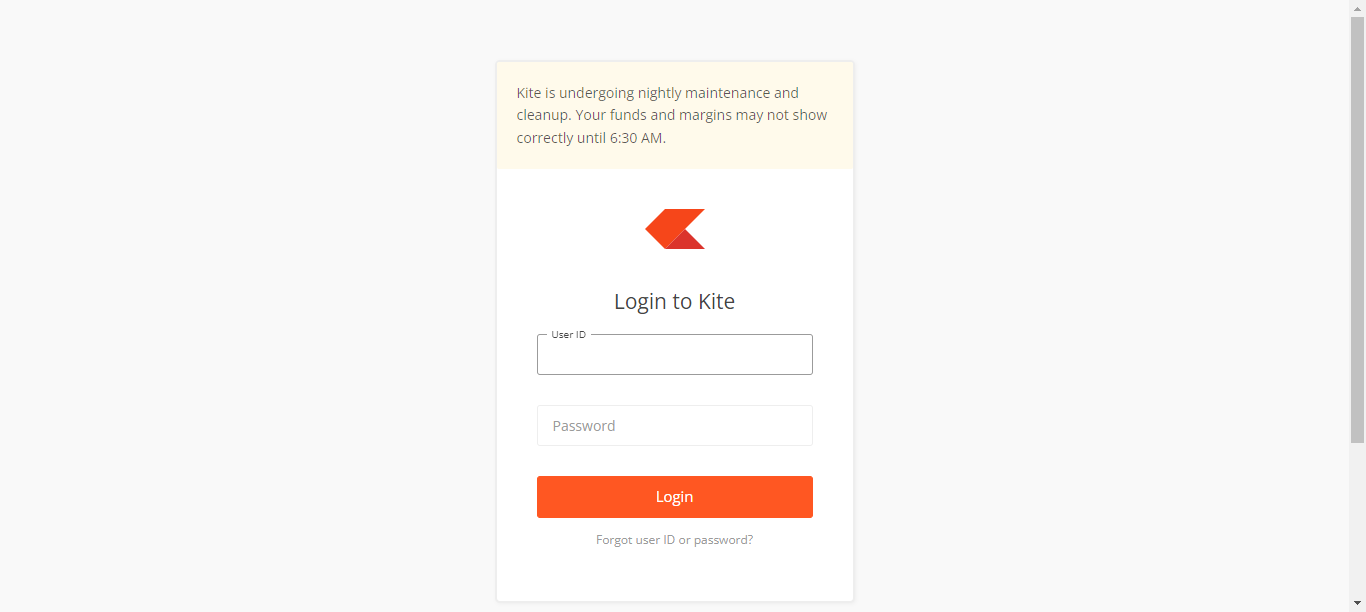 Kite is undergoing nightly maintenance and
cleanup. Your funds and margins may not show
correctly until 6:30 AM.
Login to Kite
User ID
Password
Login
Forgot user ID or password?